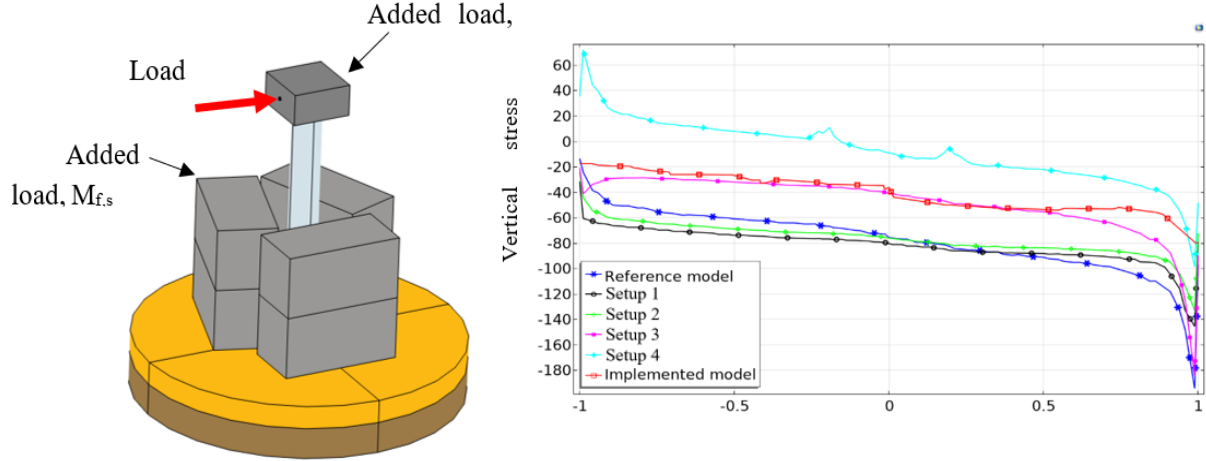 Added load,
Load
Added
load, Mf,s
Vertical stress
60
40
20
0
-20
-40
-60
-80
-100
-120
-140
-160
-180
Reference model
Setup 1
Setup 2
Setup 3
Setup 4
Implemented model
-1
-0.5
0
0.5
1